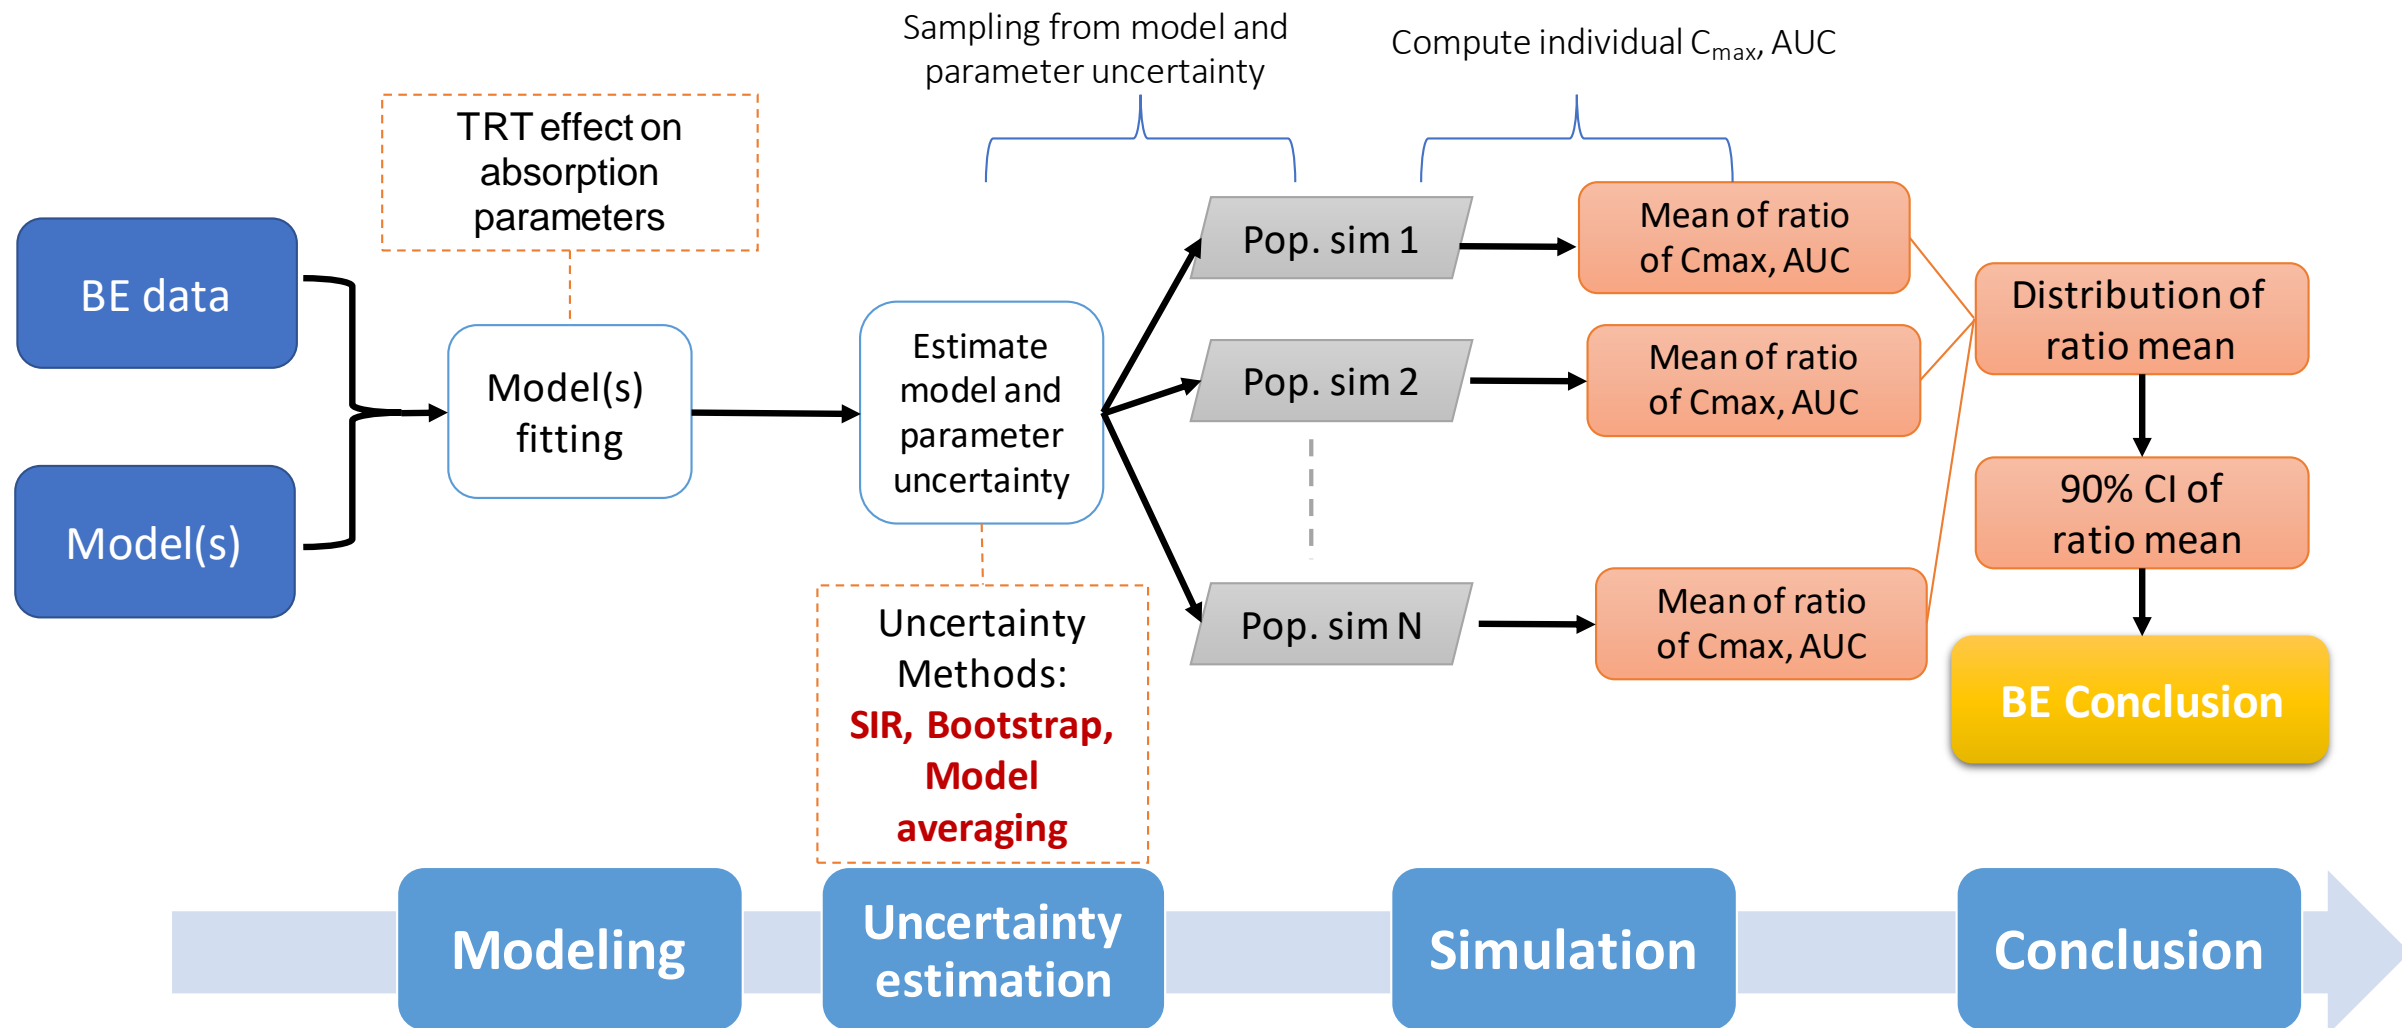 Sampling from model and
parameter uncertainty
Compute individual Cmax, AUC
TRT effect on
absorption
parameters
BE data
Model(s)
Model(s)
fitting
Estimate
model and
parameter
uncertainty
Uncertainty
Methods:
SIR, Bootstrap,
Model
averaging
Pop. sim 1
Pop. sim 2
Pop. sim N
Mean of ratio
of Cmax, AUC
Mean of ratio
of Cmax, AUC
Mean of ratio
of Cmax, AUC
Distribution of
ratio mean
90% CI of
ratio mean
BE Conclusion
Modeling
Uncertainty
estimation
Simulation
Conclusion